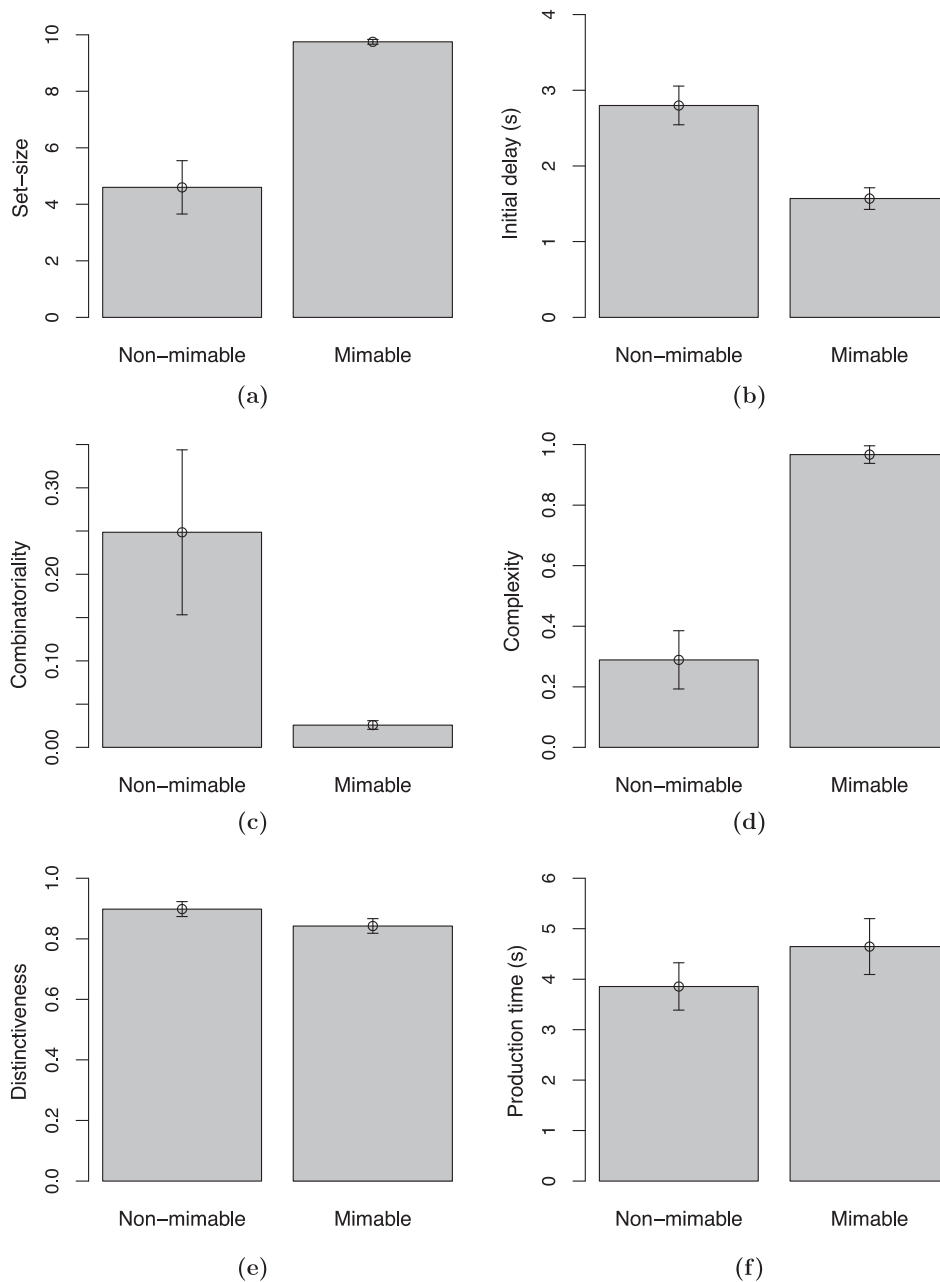 Set−size
0 2 4 6 8 10
Non−mimable Mimable
(a)
Initial delay (s)
0 1 2 3 4
Non−mimable Mimable
(b)
Combinatoriality
0.00 0.10 0.20 0.30
Non−mimable Mimable
(c)
Complexity
0.0 0.2 0.4 0.6 0.8 1.0
Non−mimable Mimable
(d)
Distinctiveness
0.0 0.2 0.4 0.6 0.8 1.0
Non−mimable Mimable
(e)
Production time (s)
0 1 2 3 4 5 6
Non−mimable Mimable
(f)